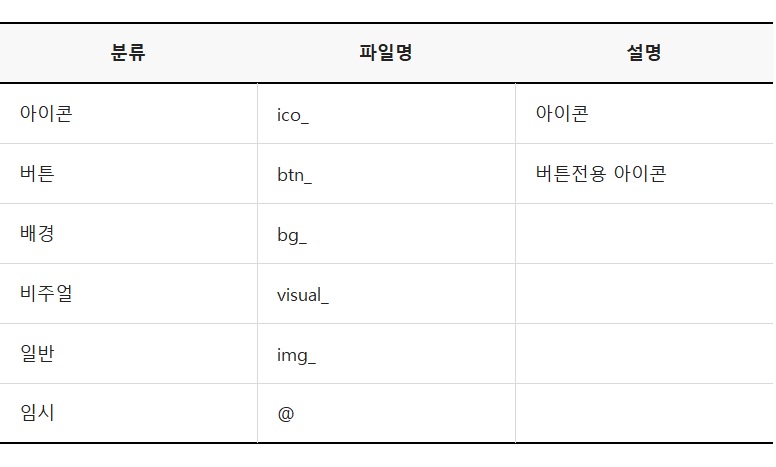 분류 파일명 설명
아이콘 ico_ 아이콘
버튼 btn_ 버튼전용 아이콘
배경 bg_
비주얼 visual_
일반 img_
임시 @